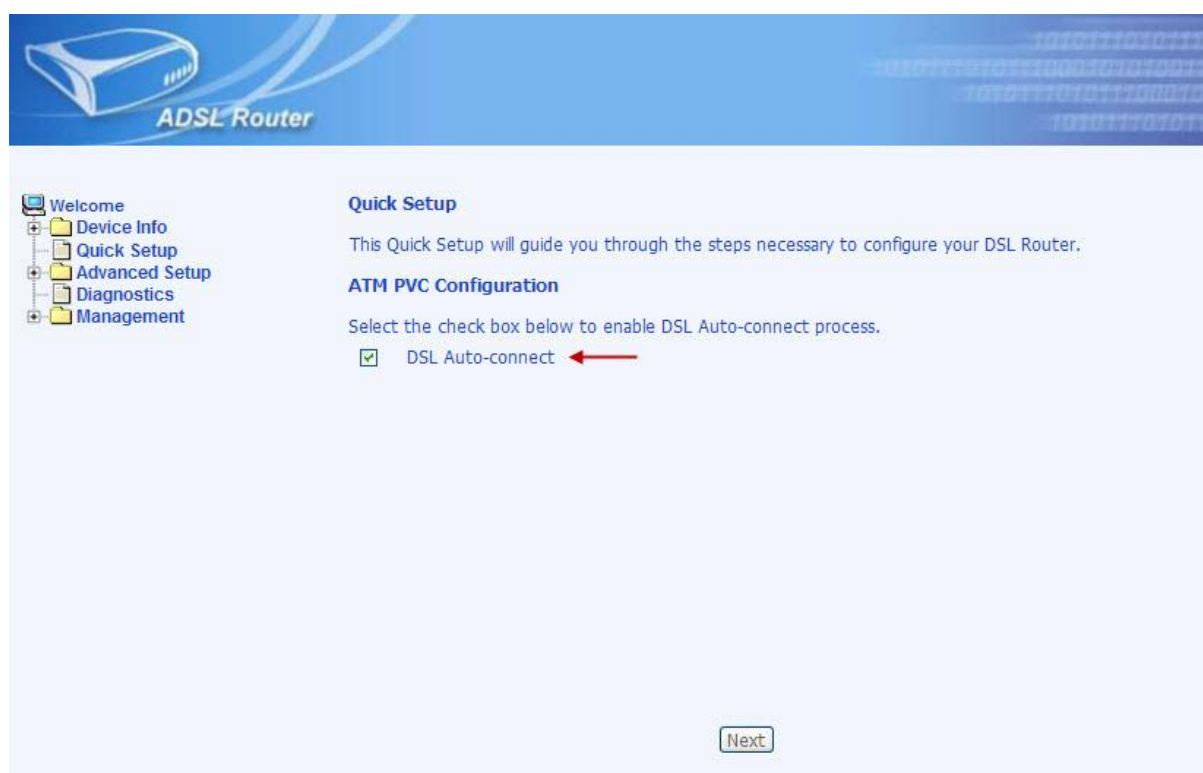 ADSL Router
Welcome
Device Info
Quick Setup
Advanced Setup
Diagnostics
Management
Quick Setup
This Quick Setup will guide you through the steps necessary to configure your DSL Router.
ATM PVC Configuration
Select the check box below to enable DSL Auto-connect process.
DSL Auto-connect
Next